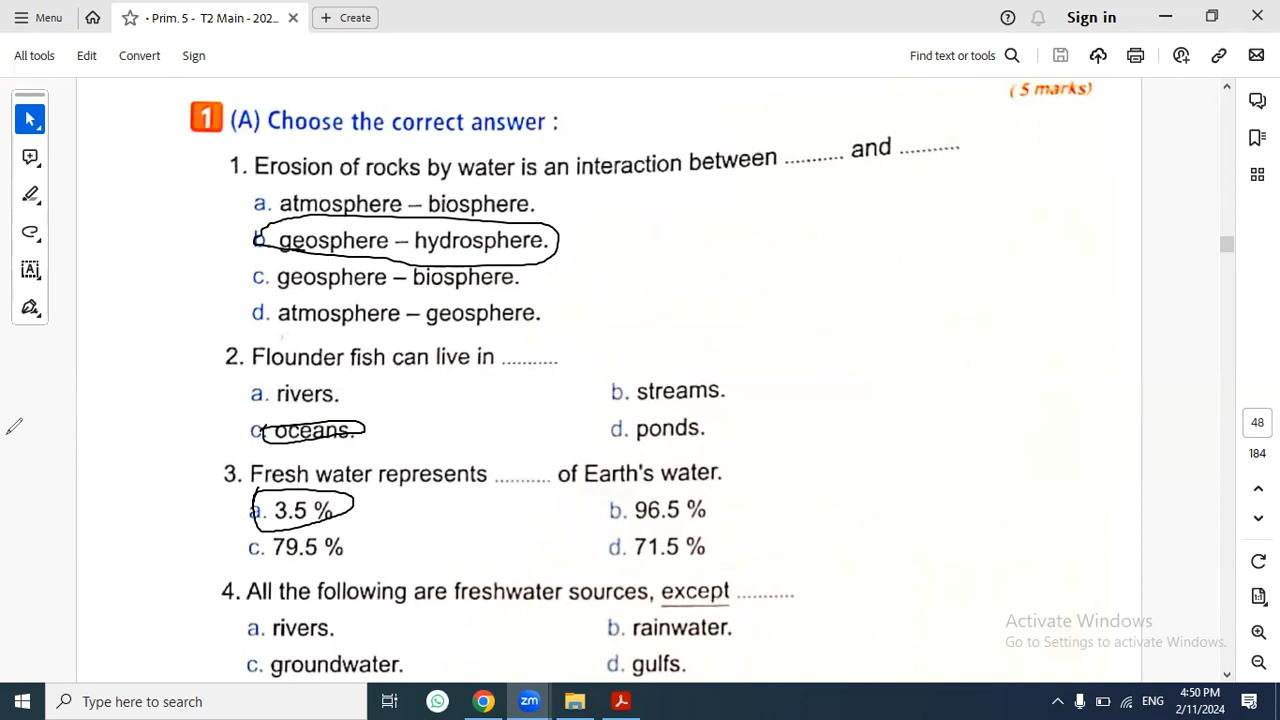 Menu
• Prim. 5 - T2 Main - 202...
Create
Sign in
All tools
Edit
Convert
Sign
Find text or tools
(5 marks)
1 (A) Choose the correct answer :
1. Erosion of rocks by water is an interaction between .......... and ..........
a. atmosphere – biosphere.
b. geosphere – hydrosphere.
c. geosphere – biosphere.
d. atmosphere – geosphere.
2. Flounder fish can live in ..........
a. rivers.
b. streams.
c. oceans.
d. ponds.
3. Fresh water represents .......... of Earth's water.
a. 3.5 %
b. 96.5 %
c. 79.5 %
d. 71.5 %
4. All the following are freshwater sources, except ..........
a. rivers.
b. rainwater.
c. groundwater.
d. gulfs.
48
184
Activate Windows
Go to Settings to activate Windows.
Type here to search
zm
ENG
4:50 PM
2/11/2024